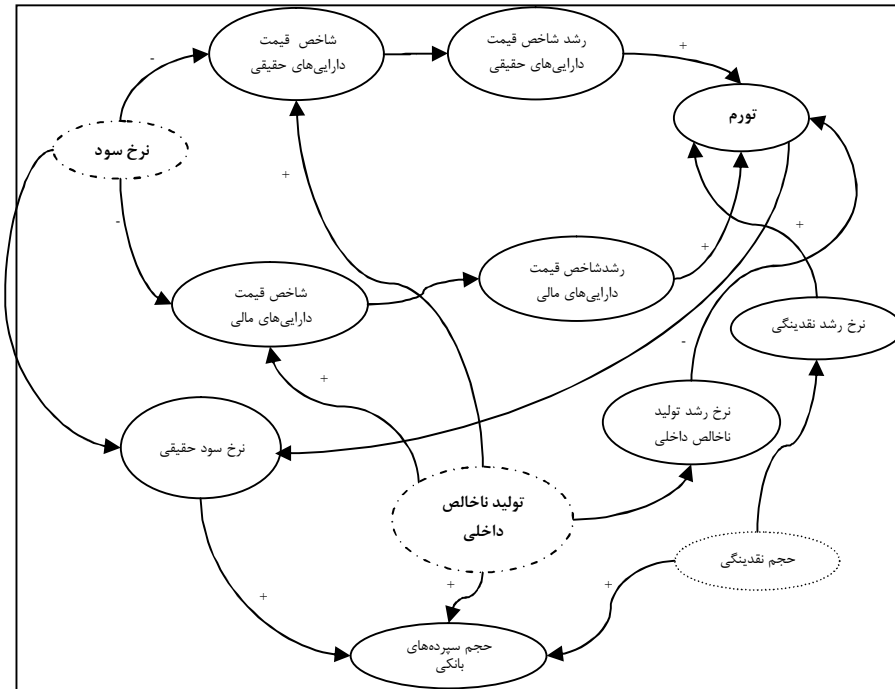 شاخص قیمت
دارایی‌های حقیقی
رشد شاخص قیمت
دارایی‌های حقیقی
+
-
تورم
نرخ سود
+
+
-
+
رشدشاخص قیمت
دارایی‌های مالی
شاخص قیمت
دارایی‌های مالی
نرخ رشد نقدینگی
-
+
نرخ رشد تولید
ناخالص داخلی
نرخ سود حقیقی
تولید ناخالص
داخلی
حجم نقدینگی
+
+
+
حجم سپرده‌های
بانکی